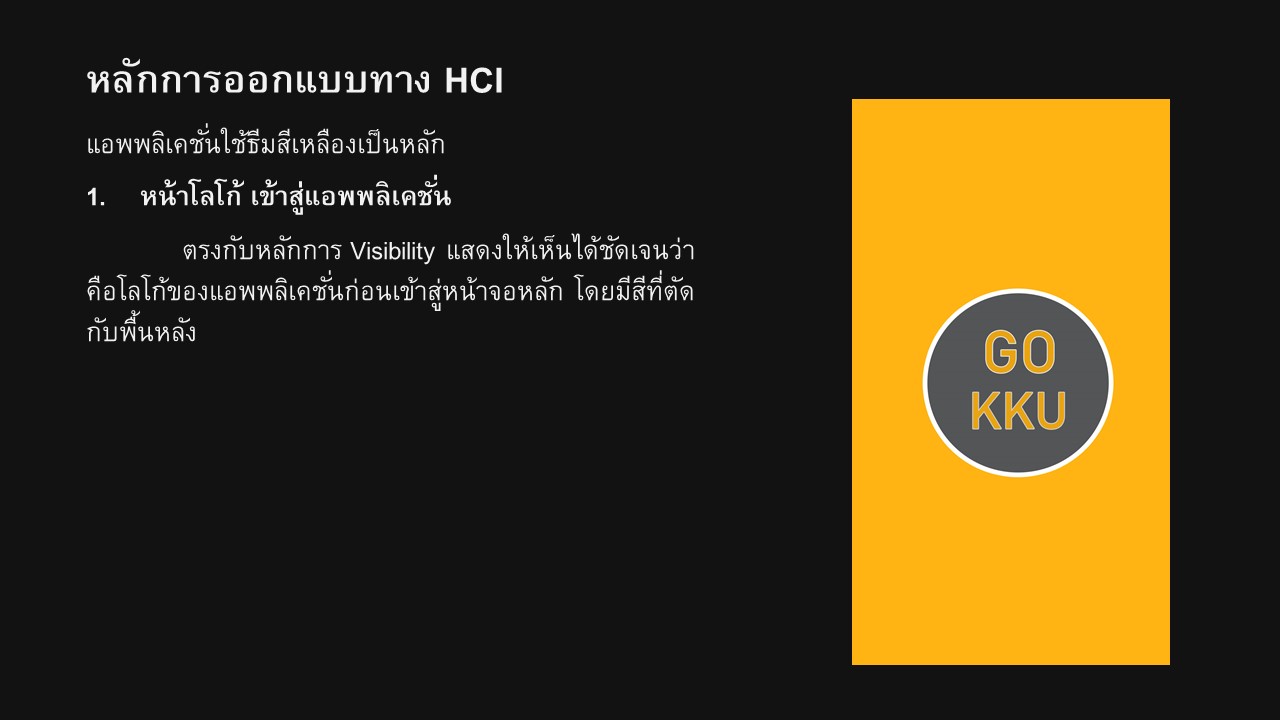 หลักการออกแบบทาง HCI
แอพพลิเคชั่นใช้ธีมสีเหลืองเป็นหลัก
1. หน้าโลโก้ เข้าสู่แอพพลิเคชั่น
ตรงกับหลักการ Visibility แสดงให้เห็นได้ชัดเจนว่า
คือโลโก้ของแอพพลิเคชั่นก่อนเข้าสู่หน้าจอหลัก โดยมีสีที่ตัด
กับพื้นหลัง
GO
KKU